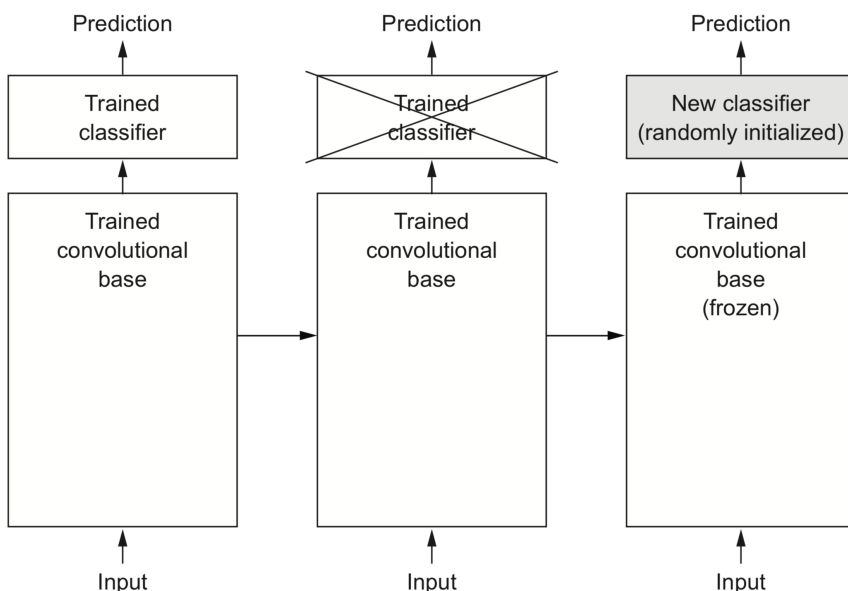 Prediction
Prediction
Prediction
Trained
classifier
Trained
classifier
New classifier
(randomly initialized)
Trained
convolutional
base
Trained
convolutional
base
Trained
convolutional
base
(frozen)
Input
Input
Input